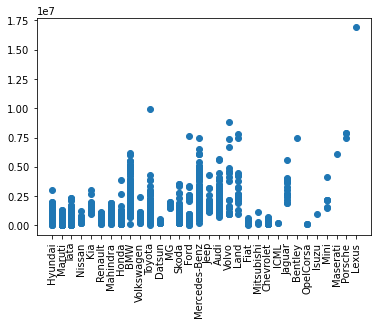 1e7
1.75
1.50
1.25
1.00
0.75
0.50
0.25
0.00
Hyundai
Maruti
Tata
Nissan
Kia
Renault
Mahindra
Honda
BMW
Volkswagen
Toyota
Datsun
MG
Skoda
Ford
Mercedes-Benz
Jeep
Audi
Volvo
Land
Fiat
Mitsubishi
Chevrolet
ICML
Jaguar
Bentley
OpelCorsa
Isuzu
Mini
Maserati
Porsche
Lexus